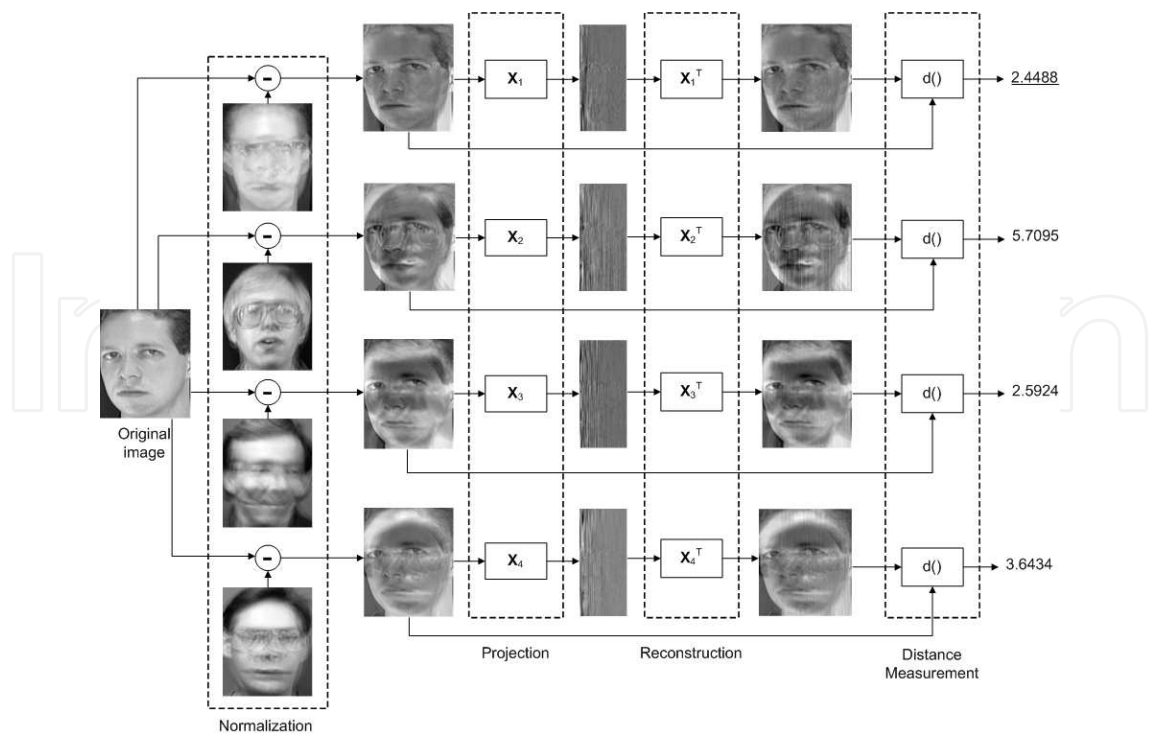 X₁
X₁ᵀ
d()
2.4488
X₂
X₂ᵀ
d()
5.7095
X₃
X₃ᵀ
d()
2.5924
Original
image
X₄
X₄ᵀ
d()
3.6434
Projection
Reconstruction
Distance
Measurement
Normalization